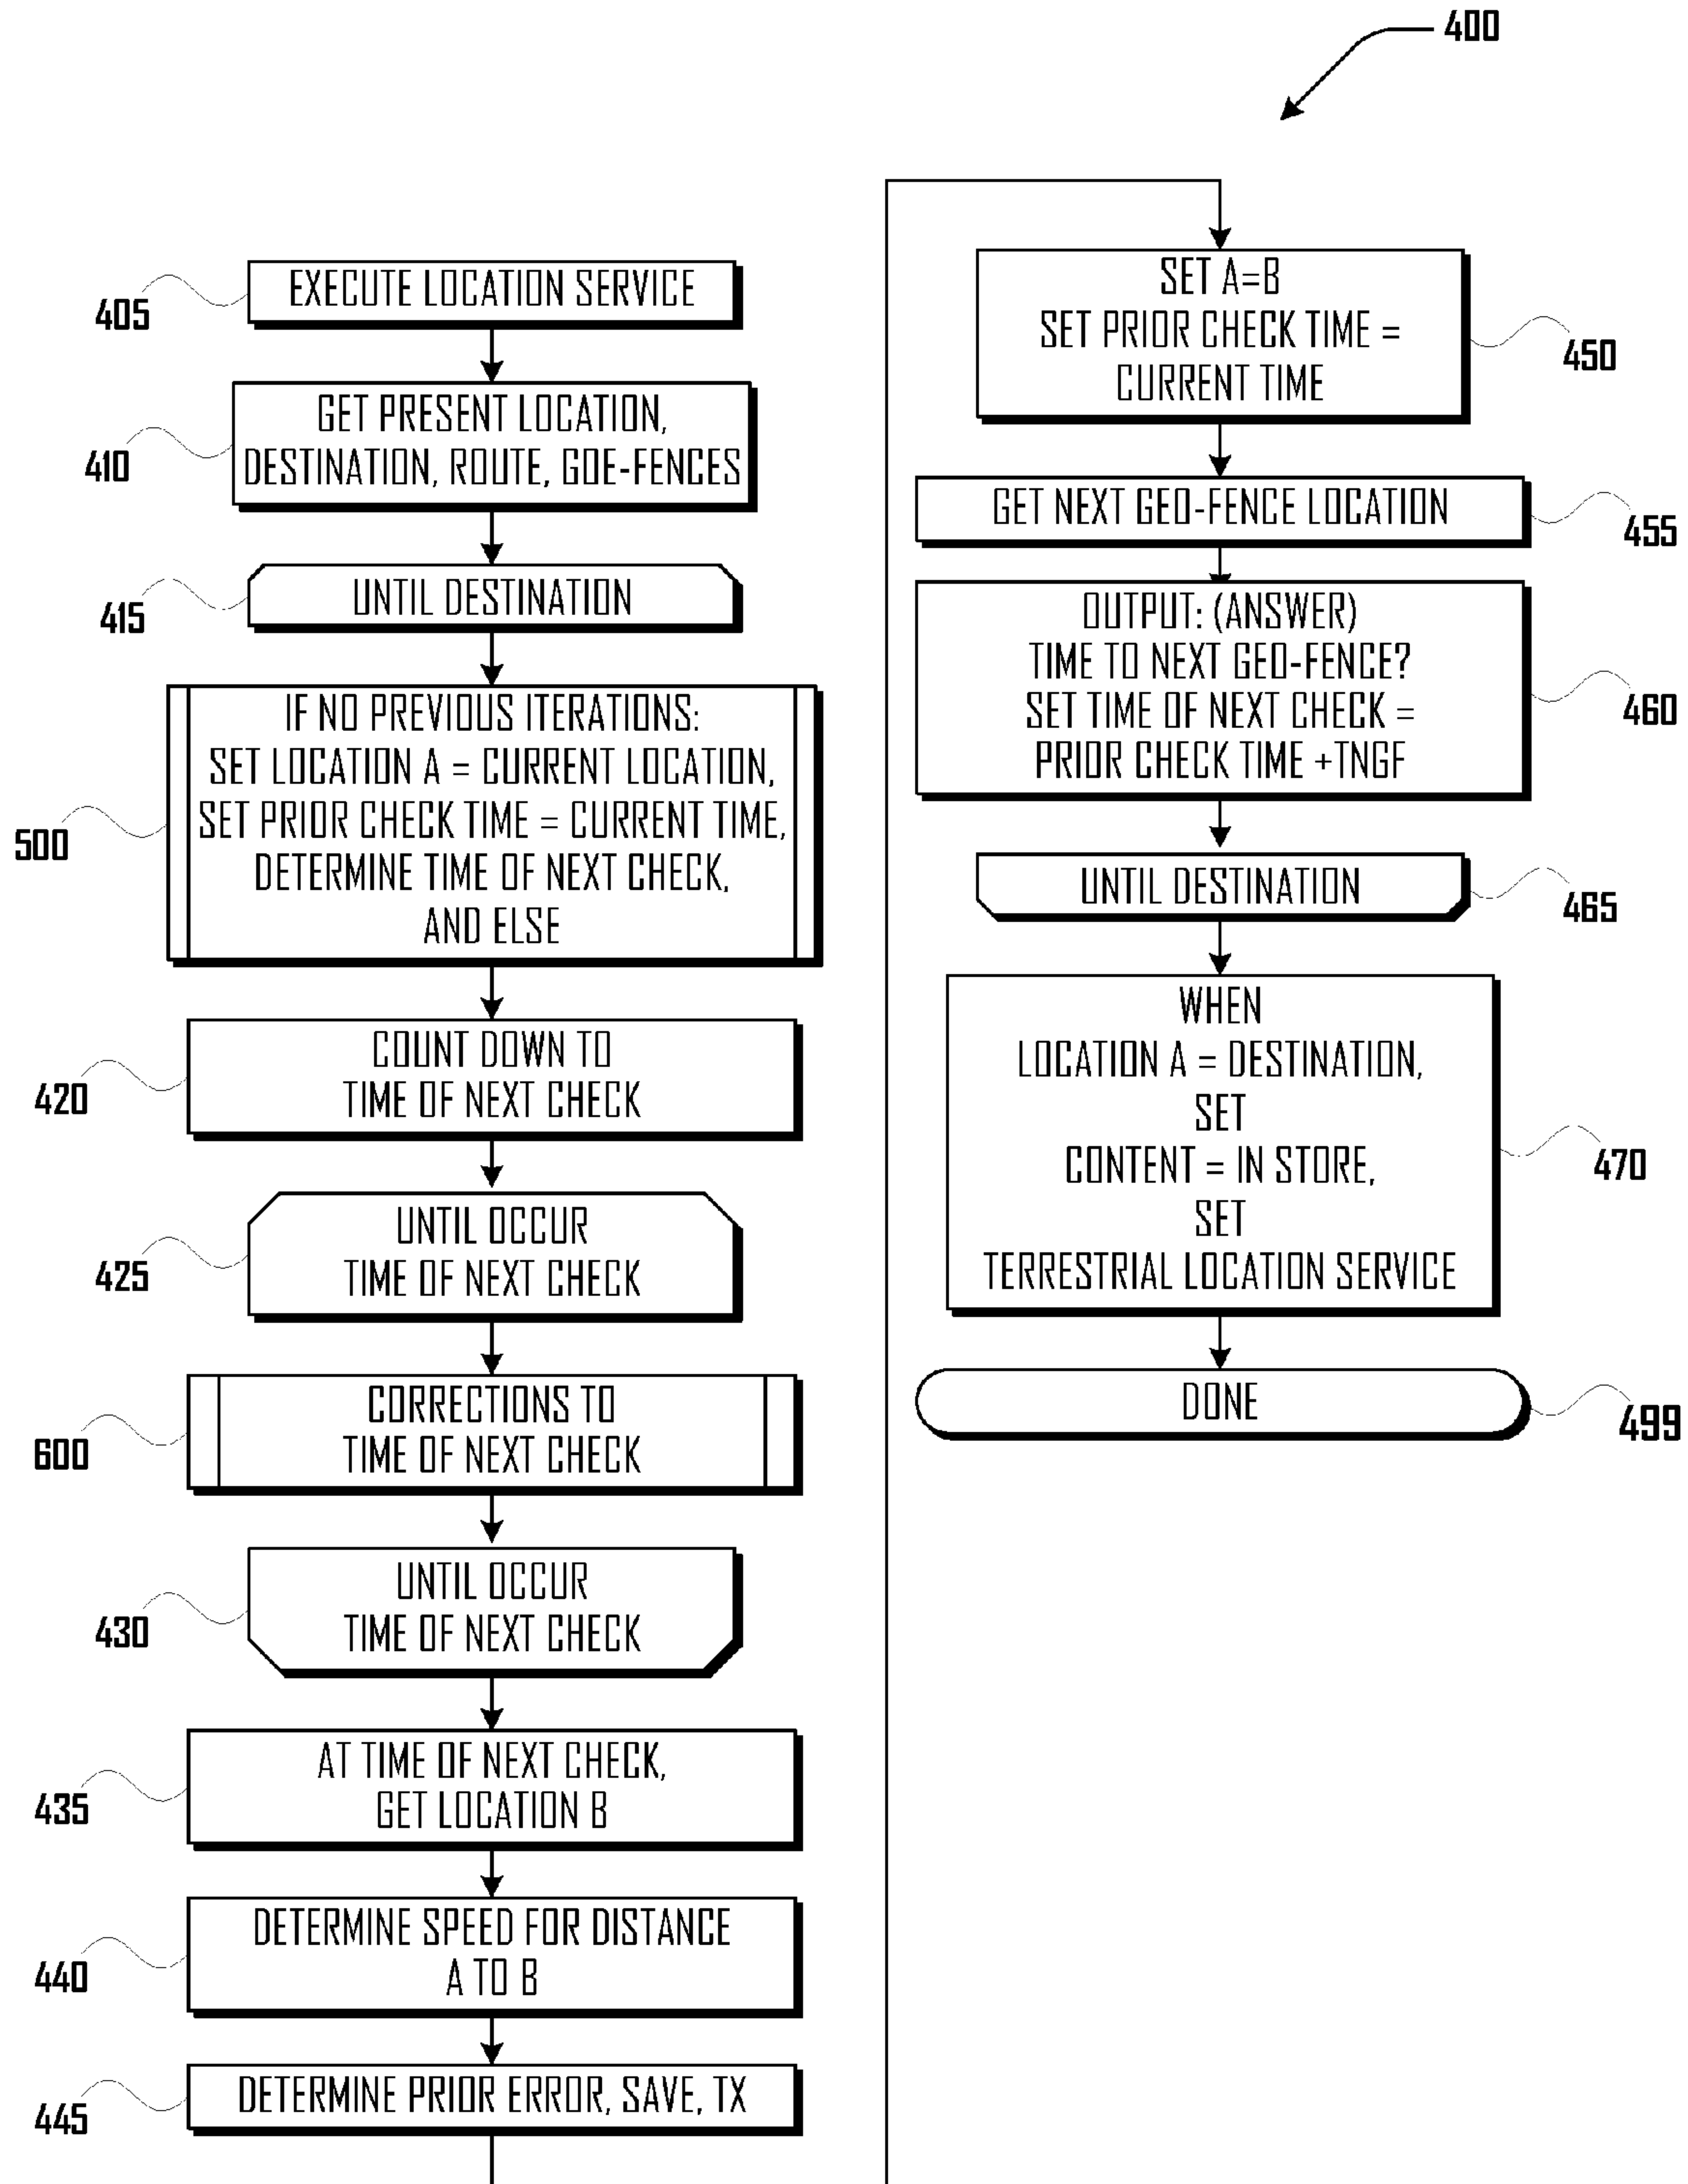 400
405
EXECUTE LOCATION SERVICE
410
GET PRESENT LOCATION,
DESTINATION, ROUTE, GOE-FENCES
415
UNTIL DESTINATION
500
IF NO PREVIOUS ITERATIONS:
SET LOCATION A = CURRENT LOCATION,
SET PRIOR CHECK TIME = CURRENT TIME,
DETERMINE TIME OF NEXT CHECK,
AND ELSE
420
COUNT DOWN TO
TIME OF NEXT CHECK
425
UNTIL OCCUR
TIME OF NEXT CHECK
600
CORRECTIONS TO
TIME OF NEXT CHECK
430
UNTIL OCCUR
TIME OF NEXT CHECK
435
AT TIME OF NEXT CHECK,
GET LOCATION B
440
DETERMINE SPEED FOR DISTANCE
A TO B
445
DETERMINE PRIOR ERROR, SAVE, TX
SET A=B
SET PRIOR CHECK TIME =
CURRENT TIME
450
GET NEXT GEO-FENCE LOCATION
455
OUTPUT: (ANSWER)
TIME TO NEXT GEO-FENCE?
SET TIME OF NEXT CHECK =
PRIOR CHECK TIME +TNGF
460
UNTIL DESTINATION
465
WHEN
LOCATION A = DESTINATION,
SET
CONTENT = IN STORE,
SET
TERRESTRIAL LOCATION SERVICE
470
DONE
499